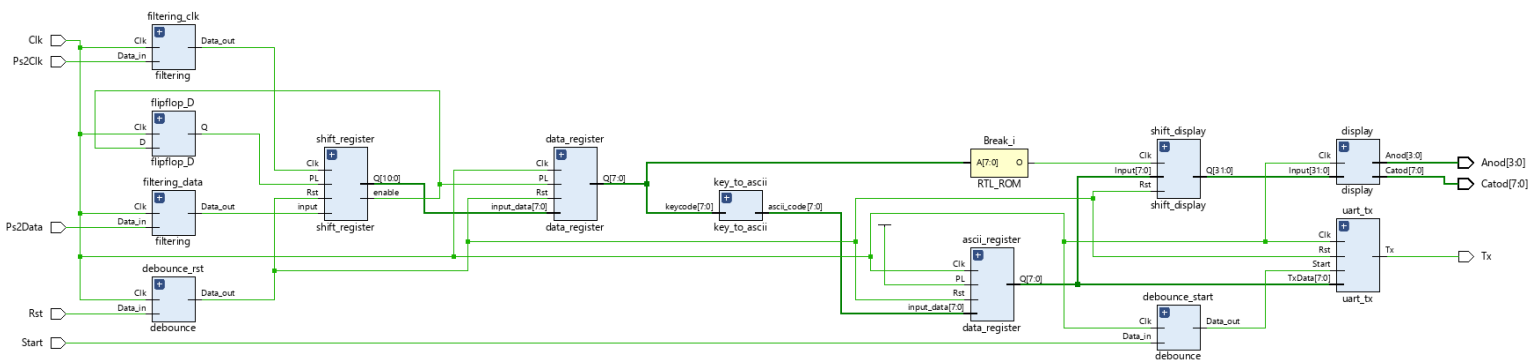 Clk
Ps2Clk
Ps2Data
Rst
Start
filtering_clk
Clk
Data_in
Data_out
filtering
flipflop_D
Clk
D
Q
flipflop_D
filtering_data
Clk
Data_in
Data_out
filtering
debounce_rst
Clk
Data_in
Data_out
debounce
shift_register
Clk
PL
Rst
input
Q[10:0]
enable
shift_register
data_register
Clk
PL
Rst
input_data[7:0]
Q[7:0]
data_register
key_to_ascii
keycode[7:0]
ascii_code[7:0]
key_to_ascii
Break_i
A[7:0]
O
RTL_ROM
ascii_register
Clk
PL
Rst
input_data[7:0]
Q[7:0]
data_register
shift_display
Clk
Input[7:0]
Rst
Q[31:0]
shift_display
debounce_start
Clk
Data_in
Data_out
debounce
display
Clk
Input[31:0]
Anod[3:0]
Catod[7:0]
display
uart_tx
Clk
Rst
Start
TxData[7:0]
Tx
uart_tx
Anod[3:0]
Catod[7:0]
Tx